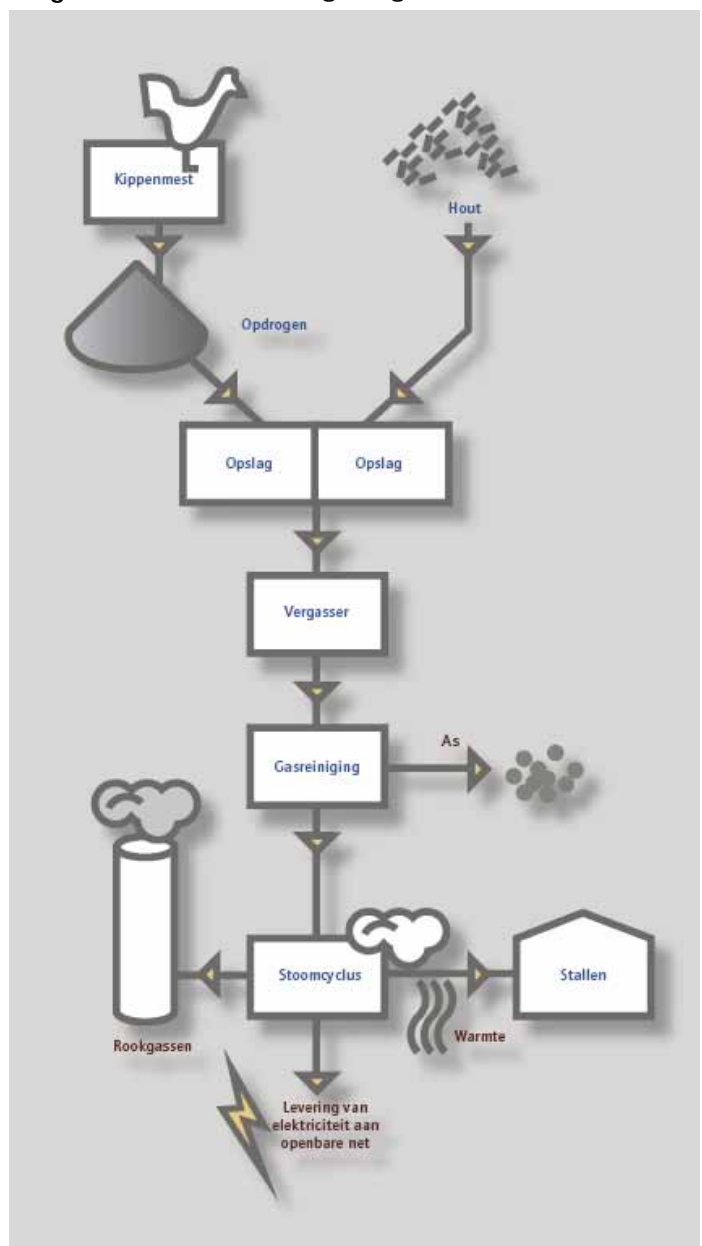 Kippenmest
Hout
Opdrogen
Opslag
Opslag
Vergasser
Gasreiniging
As
Stoomcyclus
Stallen
Warmte
Rookgassen
Levering van
elektriciteit aan
openbare net